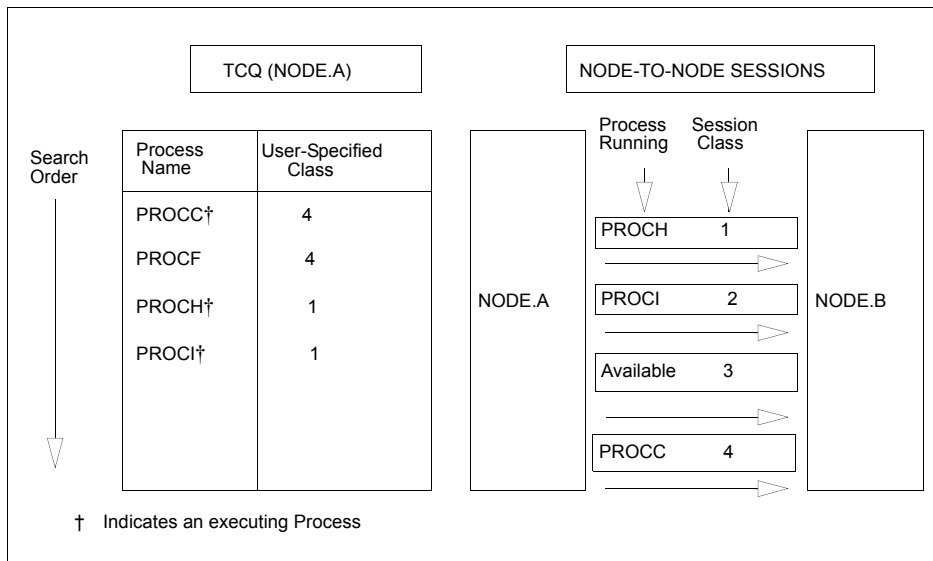 TCQ (NODE.A)
NODE-TO-NODE SESSIONS
Search
Order
Process
Name
User-Specified
Class
PROCC† 4
PROCF 4
PROCH† 1
PROCI† 1
Process
Running
Session
Class
NODE.A
PROCH 1
PROCI 2
Available 3
PROCC 4
NODE.B
† Indicates an executing Process